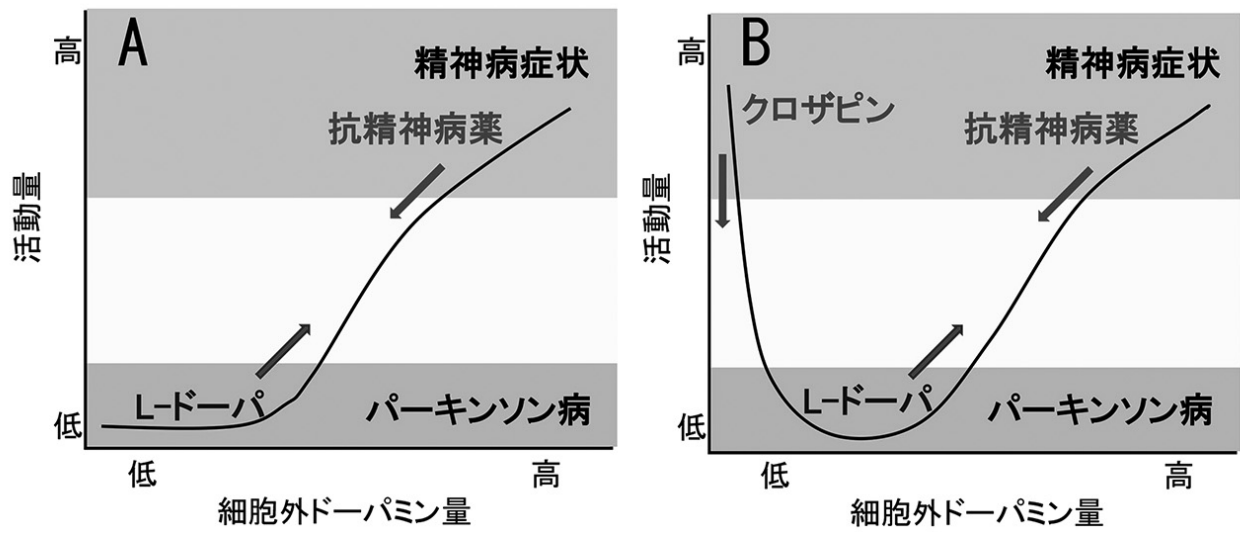 A
高
精神病症状
抗精神病薬
活動量
L-ドーパ
パーキンソン病
低
低
高
細胞外ドーパミン量
B
高
精神病症状
クロザピン
抗精神病薬
活動量
L-ドーパ
パーキンソン病
低
低
高
細胞外ドーパミン量